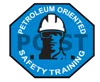 PETROLEUM ORIENTED
SAFETY TRAINING